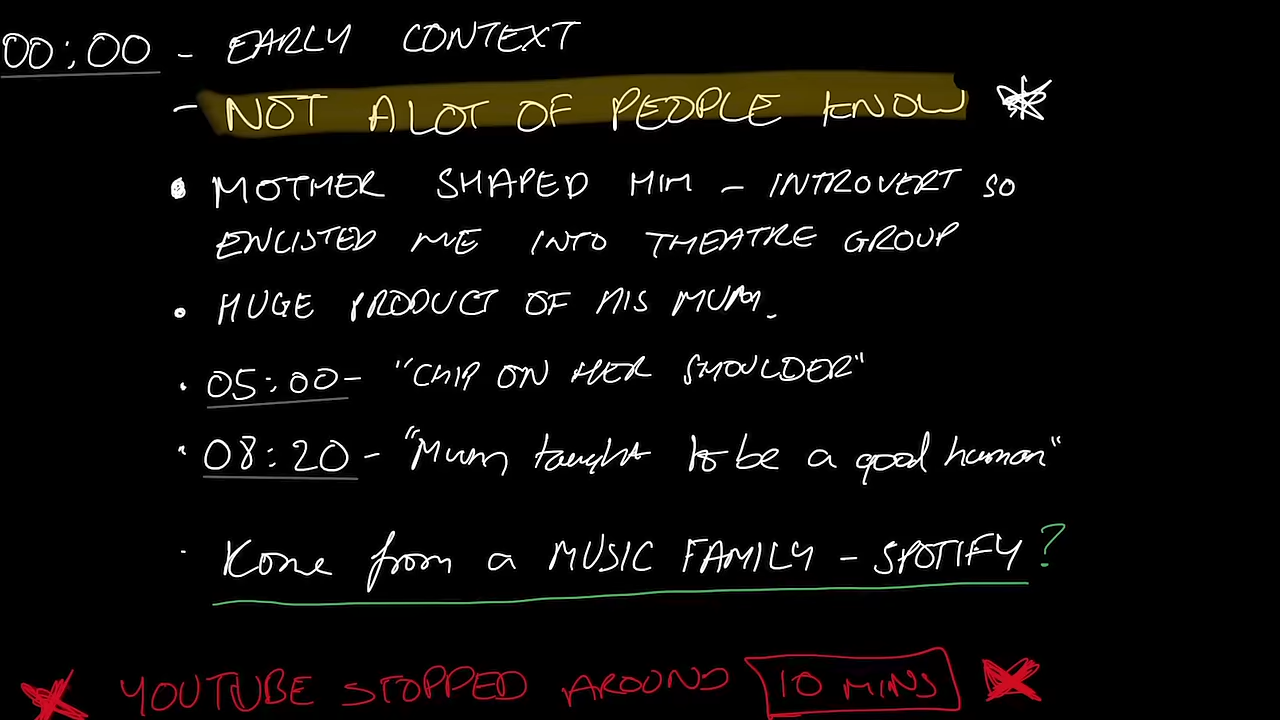 00:00 - EARLY CONTEXT
- NOT A LOT OF PEOPLE KNOW
• MOTHER SHAPED HIM - INTROVERT SO
ENLISTED ME INTO THEATRE GROUP
• HUGE PRODUCT OF HIS MUM.
• 05:00 - "CHIP ON HER SHOULDER"
• 08:20 - "Mum taught to be a good human"
• from a MUSIC FAMILY - SPOTIFY?
YOUTUBE STOPPED AROUND 10 MINS